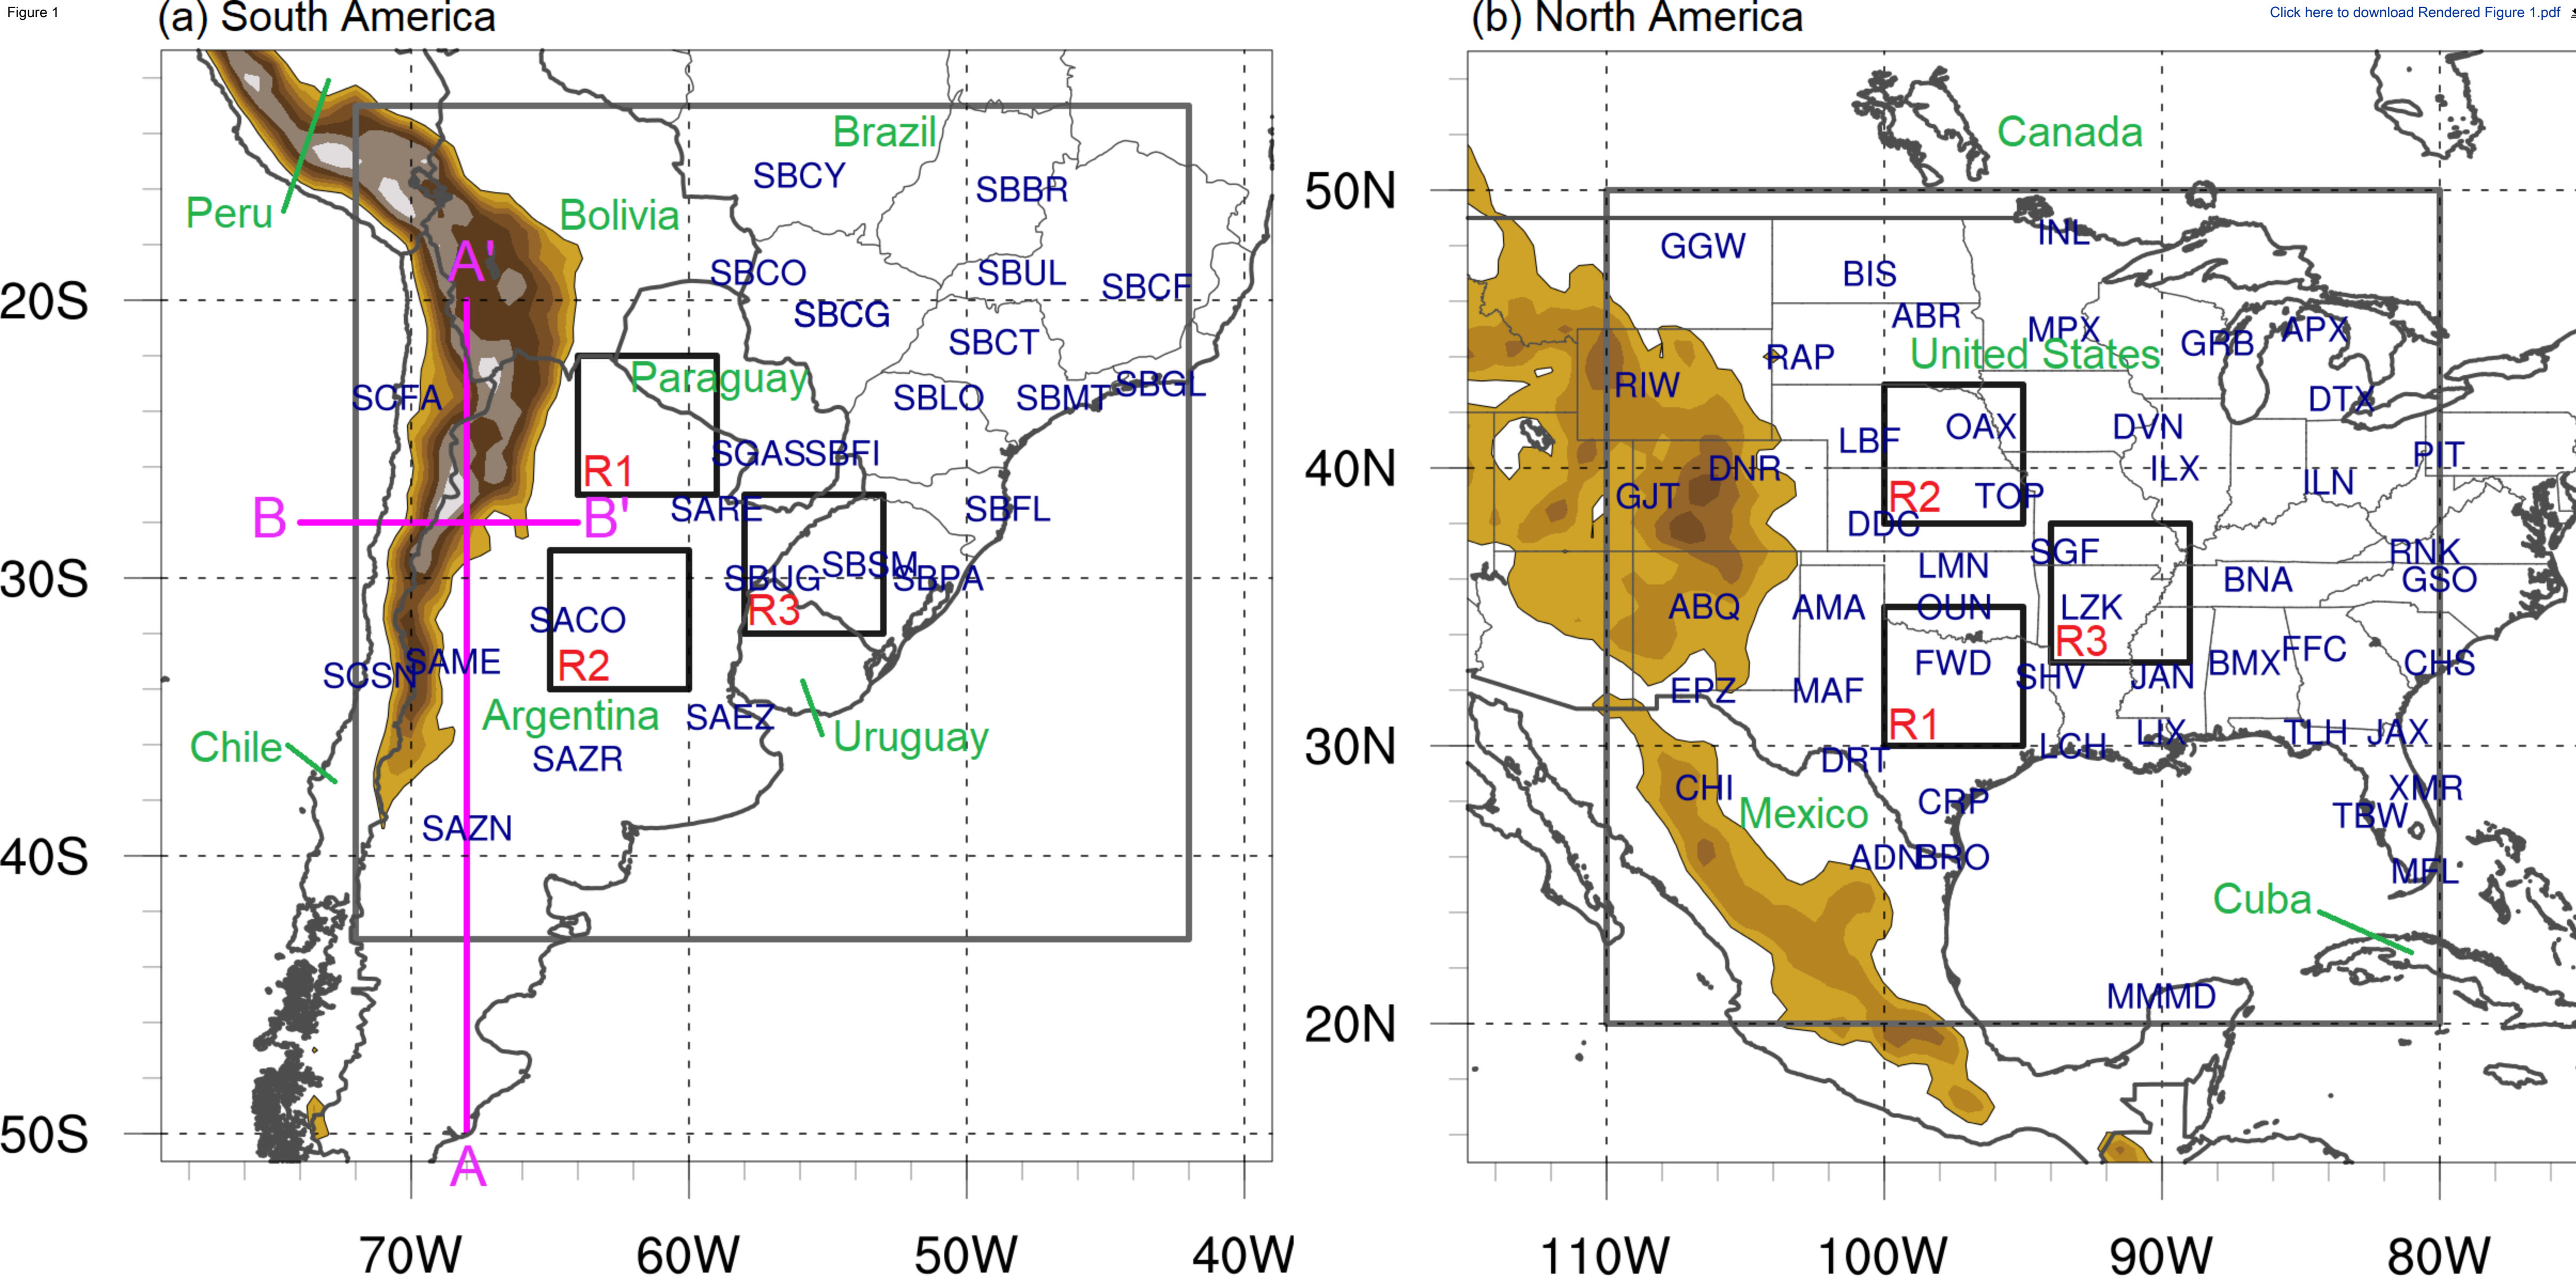 Figure 1
(a) South America
(b) North America
Click here to download Rendered Figure 1.pdf
Brazil
SBCY
SBBR
Peru
Bolivia
A'
SBCO
SBUL
SBCF
SBCG
20S
SBCT
Paraguay
SCFA
SBLO
SBMT
SBGL
SGAS
SBFI
R1
B
B'
SARE
SBFL
SBSM
SBUG
SBPA
30S
R3
SACO
R2
SCSN
SAME
Argentina
SAEZ
Uruguay
Chile
SAZR
SAZN
40S
50S
A
70W
60W
50W
40W
Canada
50N
INL
GGW
BIS
ABR
MPX
APX
GRB
United States
RAP
RIW
DTX
OAX
DVN
LBF
PIT
40N
DNR
ILX
ILN
GJT
R2
TOP
DDC
SGF
RNK
LMN
BNA
GSO
ABQ
AMA
OUN
LZK
R3
FFC
FWD
BMX
CHS
SHV
JAN
EPZ
MAF
R1
LIX
TLH
JAX
30N
LCH
DRT
CHI
XMR
Mexico
CRP
TBW
ADN
BRO
MFL
Cuba
MMMD
20N
110W
100W
90W
80W